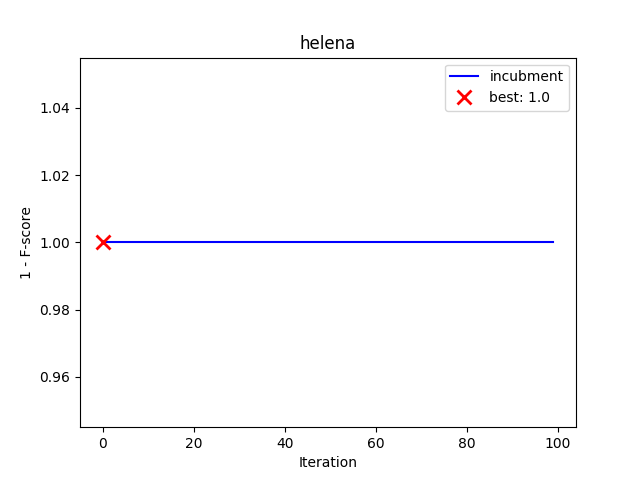 helena
incubment
best: 1.0
1.04
1.02
1.00
0.98
0.96
1 - F-score
0 20 40 60 80 100
Iteration